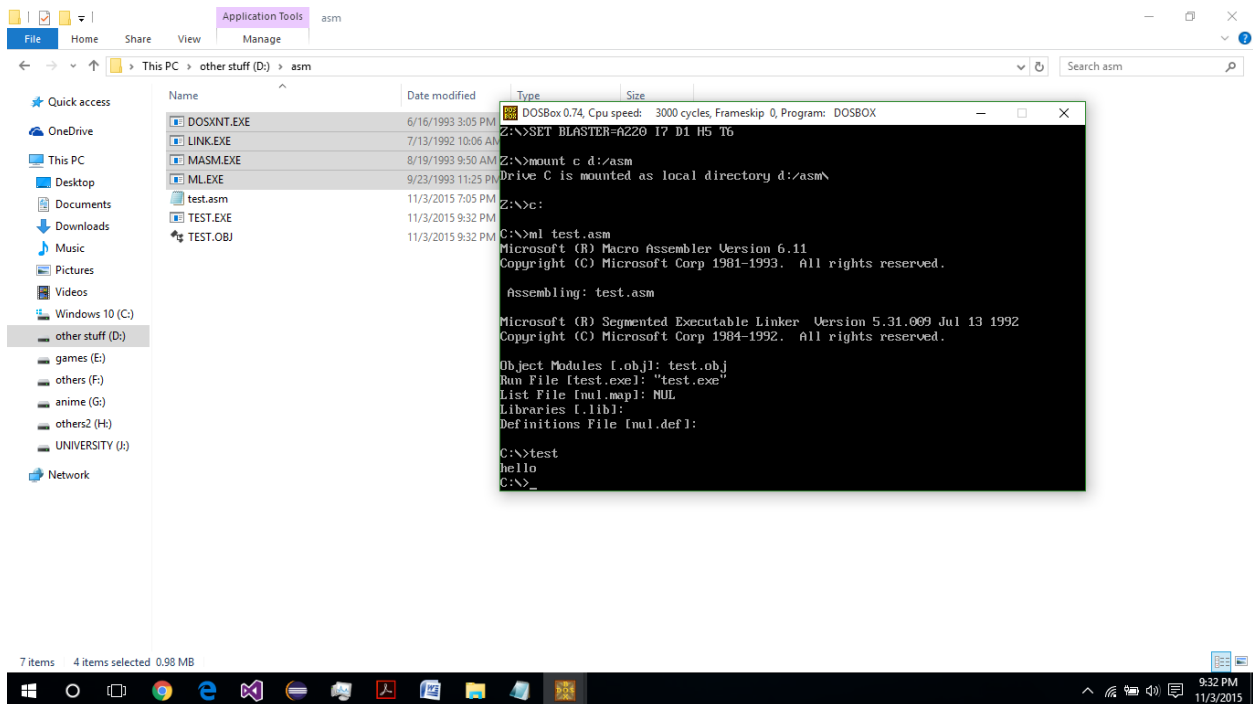 Application Tools asm
File Home Share View Manage
This PC > other stuff (D:) > asm
Search asm
Quick access
OneDrive
This PC
Desktop
Documents
Downloads
Music
Pictures
Videos
Windows 10 (C:)
other stuff (D:)
games (E:)
others (F:)
anime (G:)
others2 (H:)
UNIVERSITY (J:)
Network
Name Date modified Type Size
DOSXNT.EXE 6/16/1993 3:05 PM
LINK.EXE 7/13/1992 10:06 AM
MASM.EXE 8/19/1993 9:50 AM
ML.EXE 9/23/1993 11:25 PM
test.asm 11/3/2015 7:05 PM
TEST.EXE 11/3/2015 9:32 PM
TEST.OBJ 11/3/2015 9:32 PM
DOSBox 0.74, Cpu speed: 3000 cycles, Frameskip 0, Program: DOSBOX
Z:\>SET BLASTER=A220 I7 D1 H5 T6
Z:\>mount c d:/asm
Drive C is mounted as local directory d:/asm\
Z:\>c:
C:\>ml test.asm
Microsoft (R) Macro Assembler Version 6.11
Copyright (C) Microsoft Corp 1981-1993. All rights reserved.
Assembling: test.asm
Microsoft (R) Segmented Executable Linker Version 5.31.009 Jul 13 1992
Copyright (C) Microsoft Corp 1984-1992. All rights reserved.
Object Modules [.obj]: test.obj
Run File [test.exe]: "test.exe"
List File [nul.map]: NUL
Libraries [.lib]:
Definitions File [nul.def]:
C:\>test
hello
C:\>_
7 items 4 items selected 0.98 MB
9:32 PM
11/3/2015